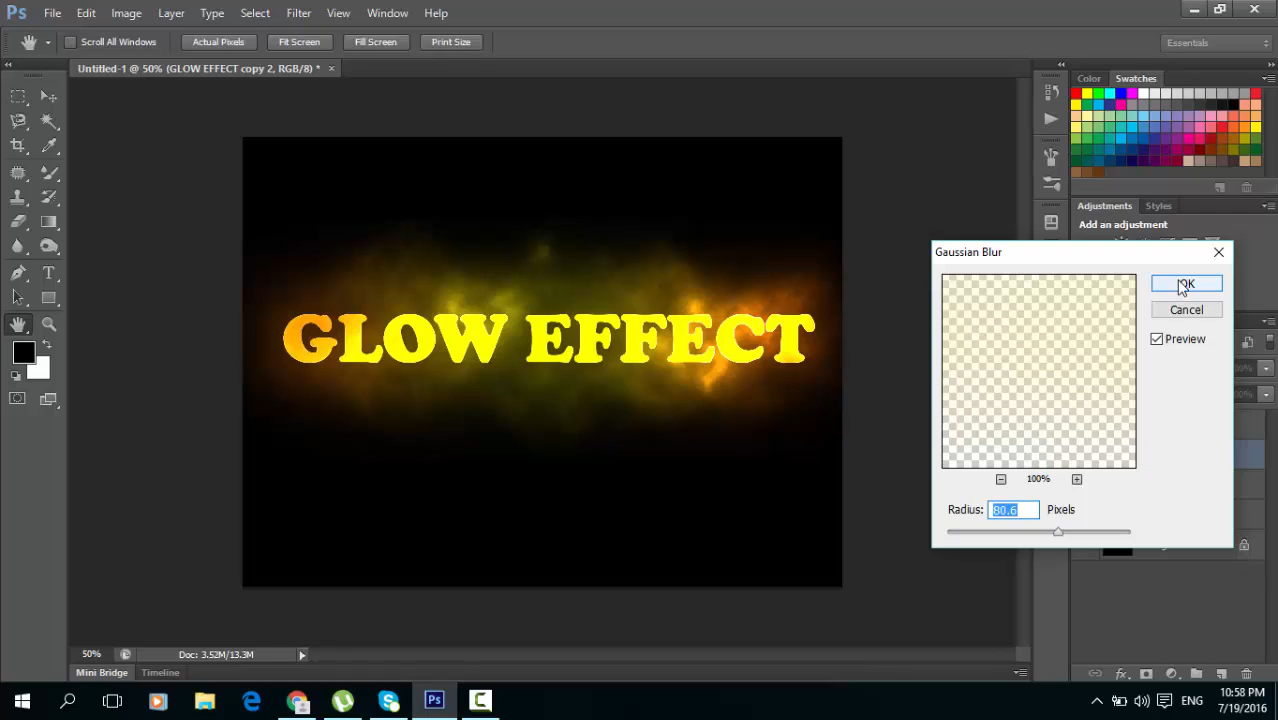 Ps File Edit Image Layer Type Select Filter View Window Help
Scroll All Windows Actual Pixels Fit Screen Fill Screen Print Size Essentials
Untitled-1 @ 50% (GLOW EFFECT copy 2, RGB/8) * ×
Color Swatches
Adjustments Styles
Add an adjustment
Gaussian Blur
OK
Cancel
Preview
GLOW EFFECT
100%
Radius: 80.6 Pixels
50% Doc: 3.52M/13.3M
Mini Bridge Timeline
fx
Ps ENG 10:58 PM
7/19/2016